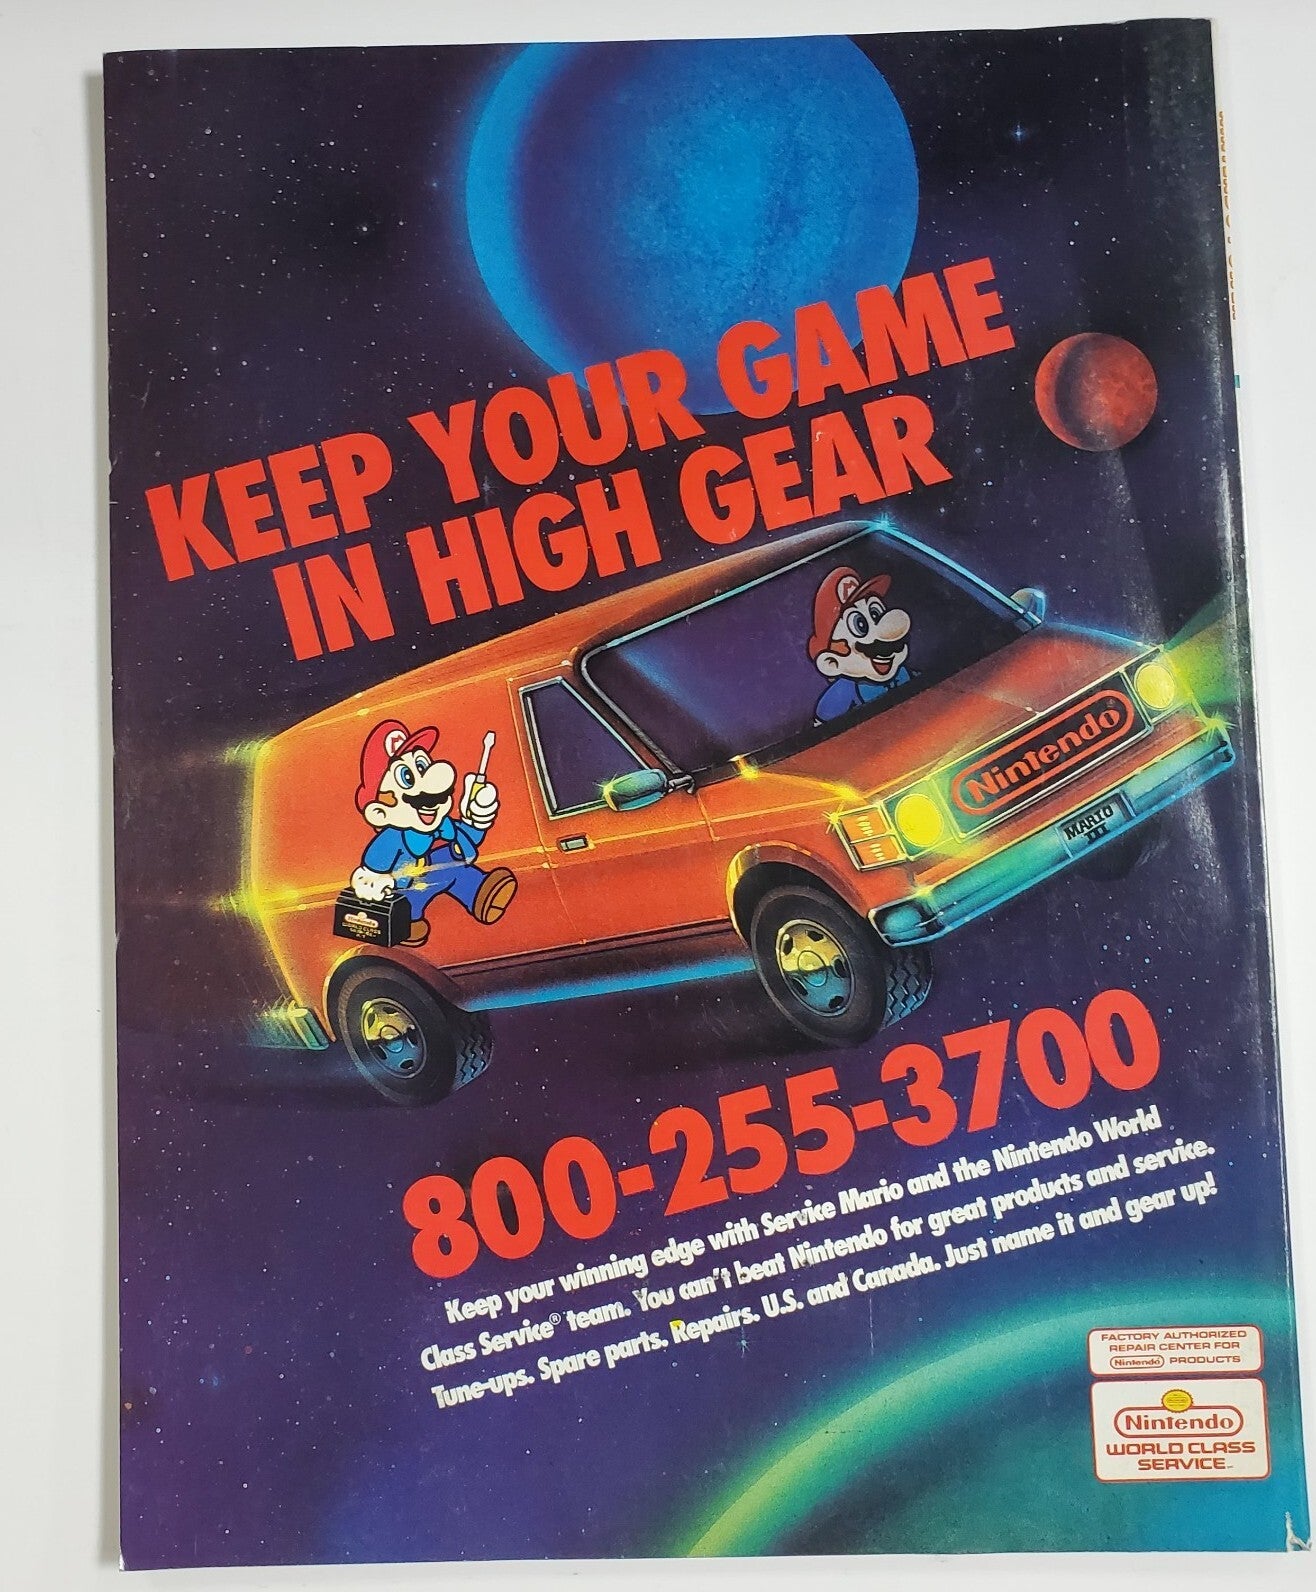 KEEP YOUR GAME
IN HIGH GEAR
M
M
Nintendo
MARIO
III
Nintendo
WORLD CLASS
800-255-3700
Keep your winning edge with Service Mario and the Nintendo World
Class Service® team. You can't beat Nintendo for great products and service.
Tune-ups. Spare parts. Repairs. U.S. and Canada. Just name it and gear up!
FACTORY AUTHORIZED
REPAIR CENTER FOR
Nintendo PRODUCTS
Nintendo
WORLD CLASS
SERVICE